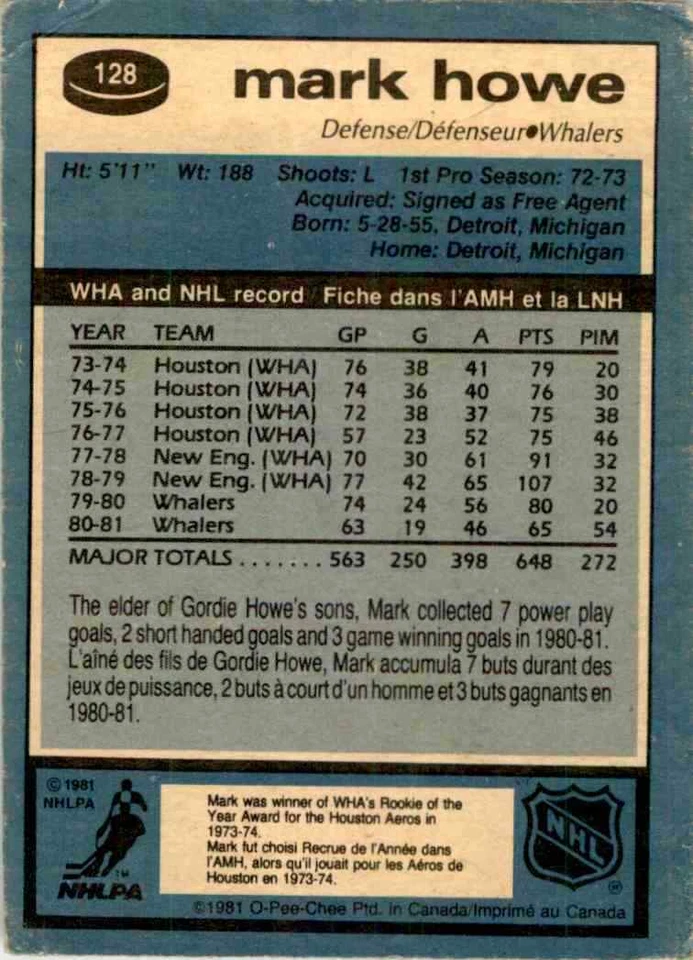 128
mark howe
Defense/Défenseur•Whalers
Ht: 5'11" Wt: 188 Shoots: L 1st Pro Season: 72-73
Acquired: Signed as Free Agent
Born: 5-28-55, Detroit, Michigan
Home: Detroit, Michigan
WHA and NHL record / Fiche dans l'AMH et la LNH
YEAR TEAM GP G A PTS PIM
73-74 Houston (WHA) 76 38 41 79 20
74-75 Houston (WHA) 74 36 40 76 30
75-76 Houston (WHA) 72 38 37 75 38
76-77 Houston (WHA) 57 23 52 75 46
77-78 New Eng. (WHA) 70 30 61 91 32
78-79 New Eng. (WHA) 77 42 65 107 32
79-80 Whalers 74 24 56 80 20
80-81 Whalers 63 19 46 65 54
MAJOR TOTALS ....... 563 250 398 648 272
The elder of Gordie Howe's sons, Mark collected 7 power play
goals, 2 short handed goals and 3 game winning goals in 1980-81.
L'aîné des fils de Gordie Howe, Mark accumula 7 buts durant des
jeux de puissance, 2 buts à court d'un homme et 3 buts gagnants en
1980-81.
©1981
NHLPA
TM
NHLPA
Mark was winner of WHA's Rookie of the
Year Award for the Houston Aeros in
1973-74.
Mark fut choisi Recrue de l'Année dans
l'AMH, alors qu'il jouait pour les Aéros de
Houston en 1973-74.
NHL
®
©1981 O-Pee-Chee Ptd. in Canada/Imprimé au Canada